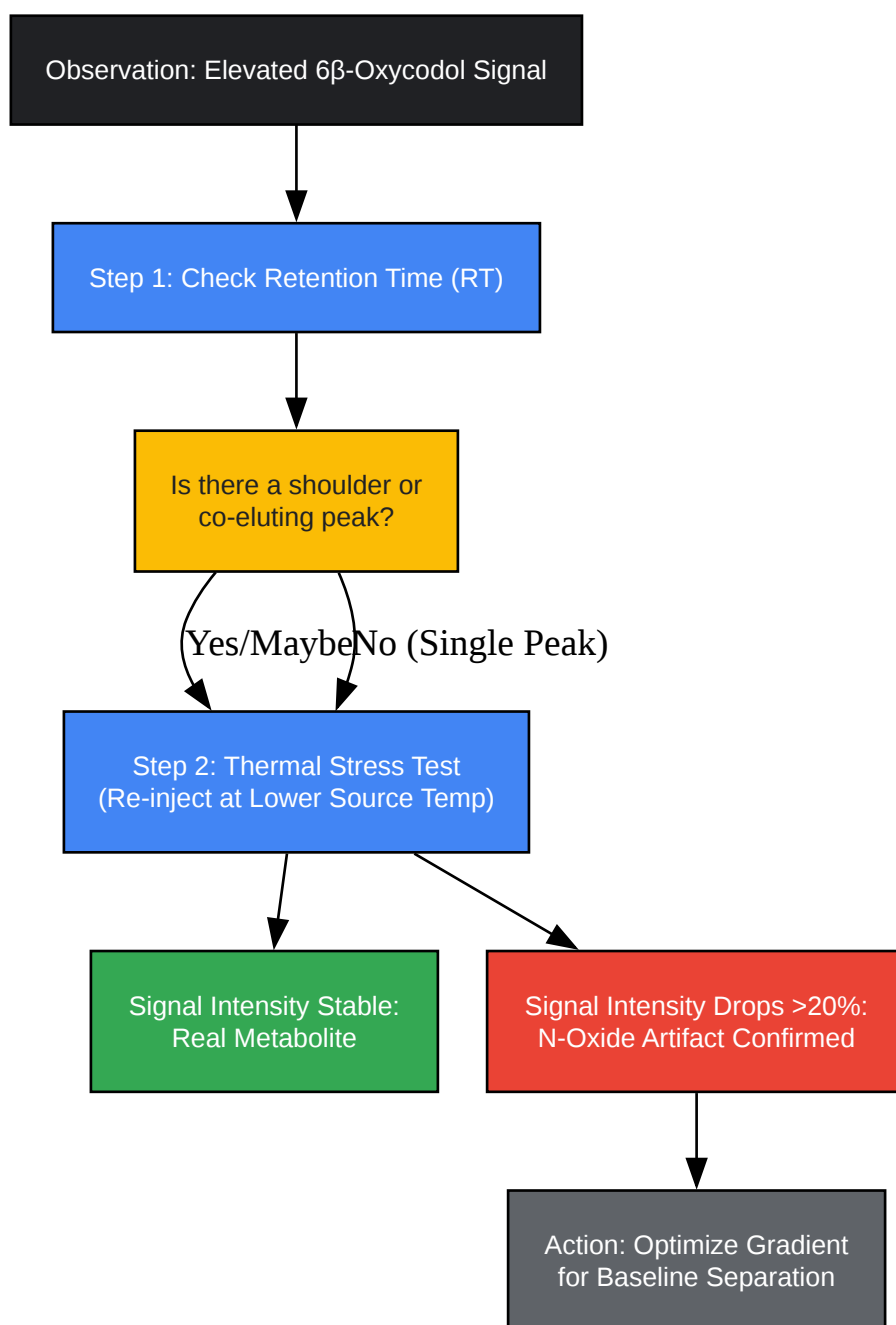 Observation: Elevated 6β-Oxycodol Signal
Step 1: Check Retention Time (RT)
Is there a shoulder or
co-eluting peak?
Yes/Maybe
No (Single Peak)
Step 2: Thermal Stress Test
(Re-inject at Lower Source Temp)
Signal Intensity Stable:
Real Metabolite
Signal Intensity Drops >20%:
N-Oxide Artifact Confirmed
Action: Optimize Gradient
for Baseline Separation